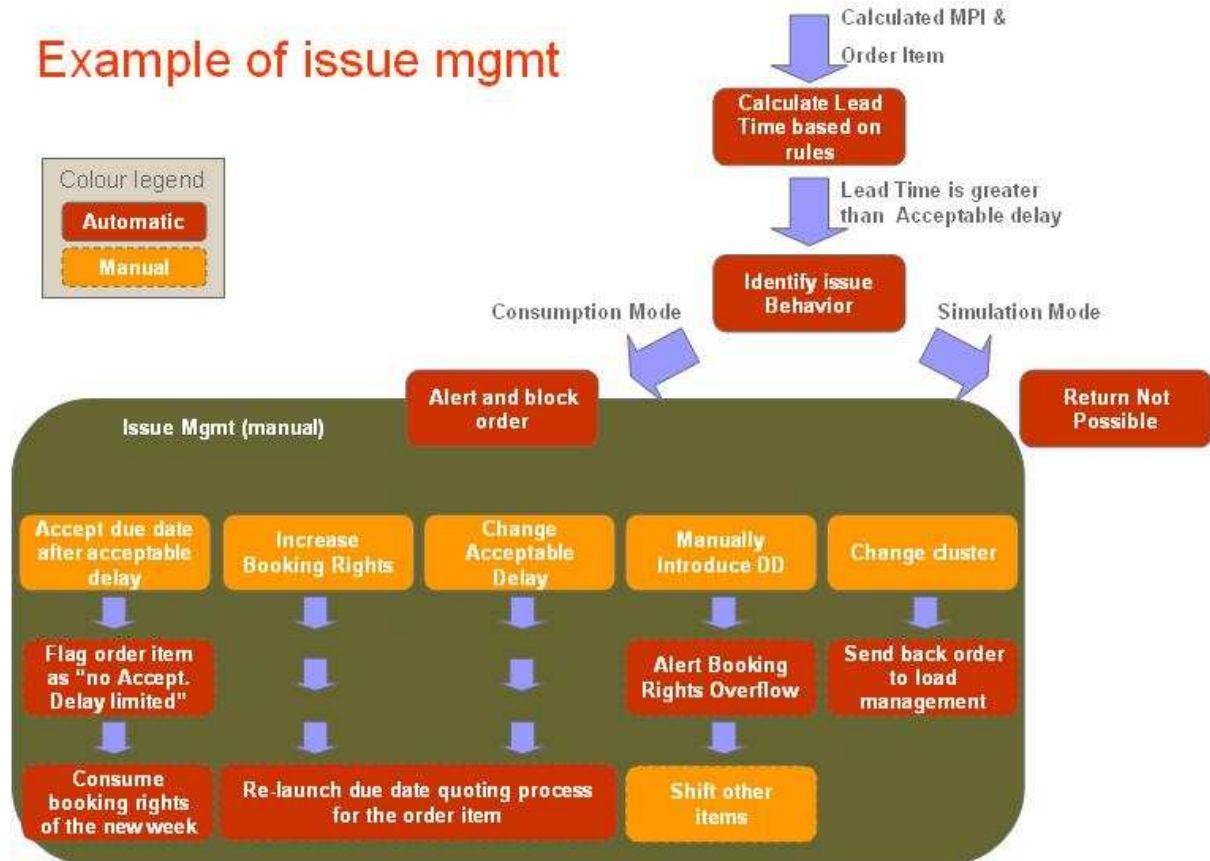 Example of issue mgmt
Calculated MPI &
Order Item
Calculate Lead
Time based on
rules
Colour legend
Automatic
Manual
Lead Time is greater
than Acceptable delay
Identify issue
Behavior
Consumption Mode
Simulation Mode
Alert and block
order
Return Not
Possible
Issue Mgmt (manual)
Accept due date
after acceptable
delay
Increase
Booking Rights
Change
Acceptable
Delay
Manually
Introduce DD
Change cluster
Flag order item
as "no Accept.
Delay limited"
Alert Booking
Rights Overflow
Send back order
to load
management
Consume
booking rights
of the new week
Re-launch due date quoting process
for the order item
Shift other
items